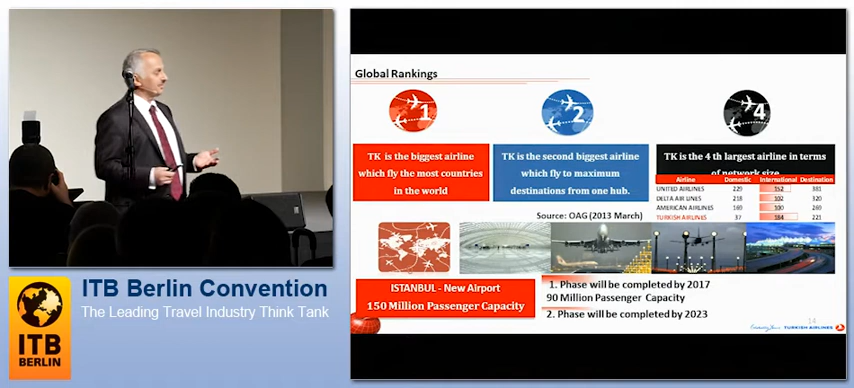 Global Rankings
1
2
4
TK is the biggest airline
which fly the most countries
in the world
TK is the second biggest airline
which fly to maximum
destinations from one hub.
TK is the 4 th largest airline in terms
of network size
Airline Domestic International Destination
UNITED AIRLINES 229 152 381
DELTA AIR LINES 218 102 320
AMERICAN AIRLINES 169 100 269
TURKISH AIRLINES 37 184 221
Source: OAG (2013 March)
ISTANBUL - New Airport
150 Million Passenger Capacity
1. Phase will be completed by 2017
90 Million Passenger Capacity
2. Phase will be completed by 2023
14
TURKISH AIRLINES
ITB
BERLIN
ITB Berlin Convention
The Leading Travel Industry Think Tank